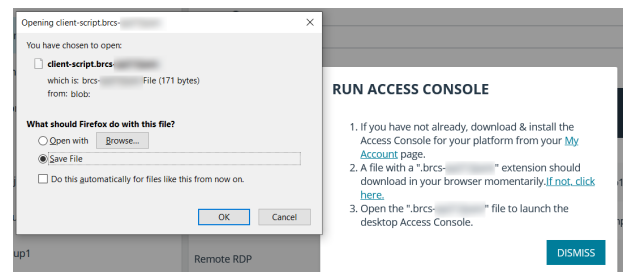 Opening client-script.brcs-
You have chosen to open:
client-script.brcs-
which is: brcs- File (171 bytes)
from: blob:
What should Firefox do with this file?
Open with Browse...
Save File
Do this automatically for files like this from now on.
OK Cancel
RUN ACCESS CONSOLE
1. If you have not already, download & install the
Access Console for your platform from your My
Account page.
2. A file with a ".brcs- " extension should
download in your browser momentarily.If not, click
here.
3. Open the ".brcs- " file to launch the
desktop Access Console.
DISMISS
up1
Remote RDP